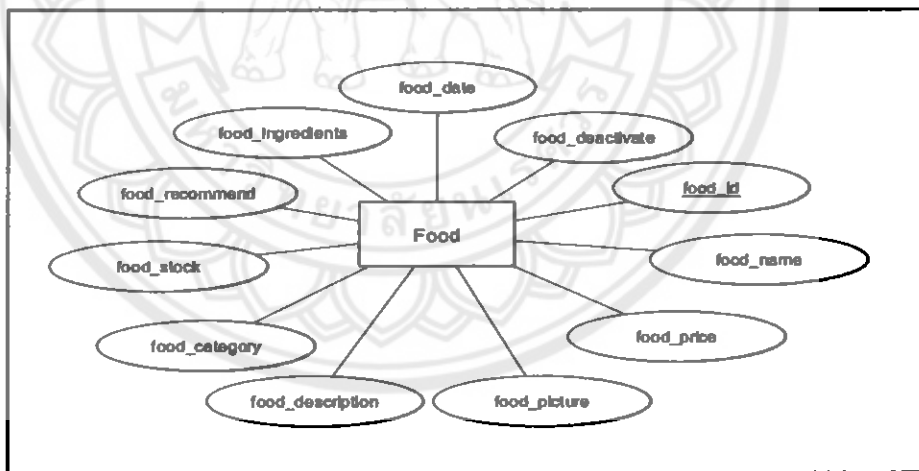 food_date
food_ingredients
food_deactivate
food_recommend
food_id
Food
food_stock
food_name
food_category
food_price
food_description
food_picture